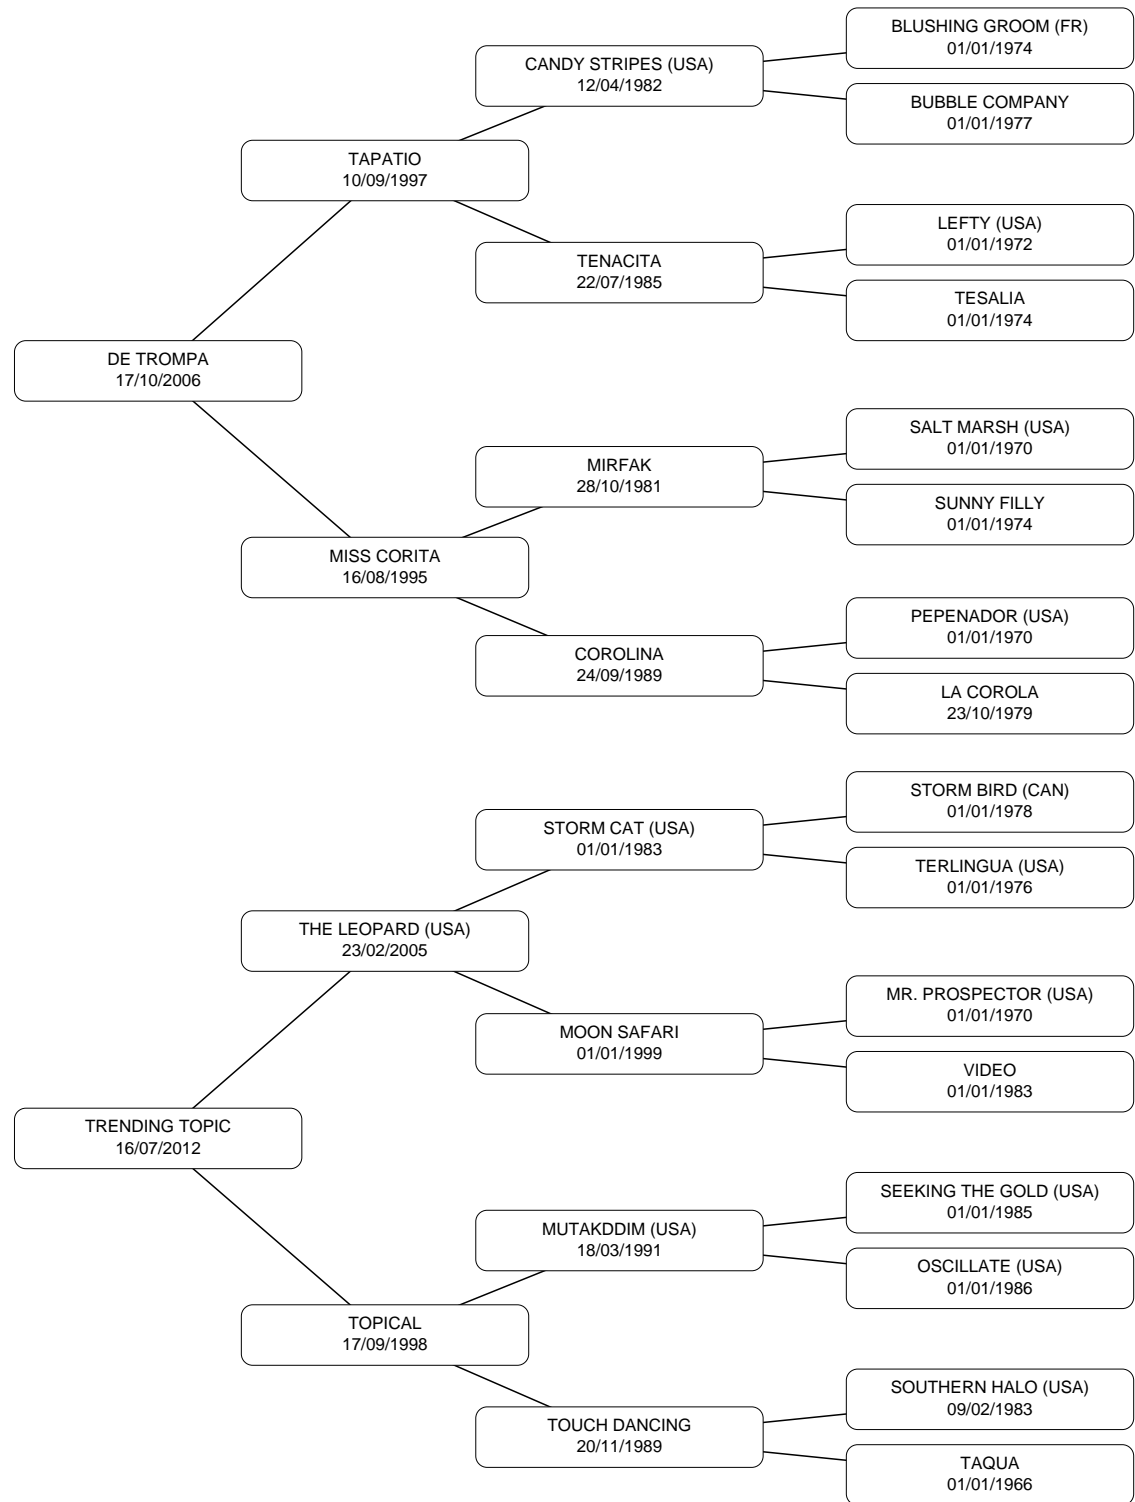 BLUSHING GROOM (FR)
01/01/1974
CANDY STRIPES (USA)
12/04/1982
BUBBLE COMPANY
01/01/1977
TAPATIO
10/09/1997
LEFTY (USA)
01/01/1972
TENACITA
22/07/1985
TESALIA
01/01/1974
DE TROMPA
17/10/2006
SALT MARSH (USA)
01/01/1970
MIRFAK
28/10/1981
SUNNY FILLY
01/01/1974
MISS CORITA
16/08/1995
PEPENADOR (USA)
01/01/1970
COROLINA
24/09/1989
LA COROLA
23/10/1979
STORM BIRD (CAN)
01/01/1978
STORM CAT (USA)
01/01/1983
TERLINGUA (USA)
01/01/1976
THE LEOPARD (USA)
23/02/2005
MR. PROSPECTOR (USA)
01/01/1970
MOON SAFARI
01/01/1999
VIDEO
01/01/1983
TRENDING TOPIC
16/07/2012
SEEKING THE GOLD (USA)
01/01/1985
MUTAKDDIM (USA)
18/03/1991
OSCILLATE (USA)
01/01/1986
TOPICAL
17/09/1998
SOUTHERN HALO (USA)
09/02/1983
TOUCH DANCING
20/11/1989
TAQUA
01/01/1966